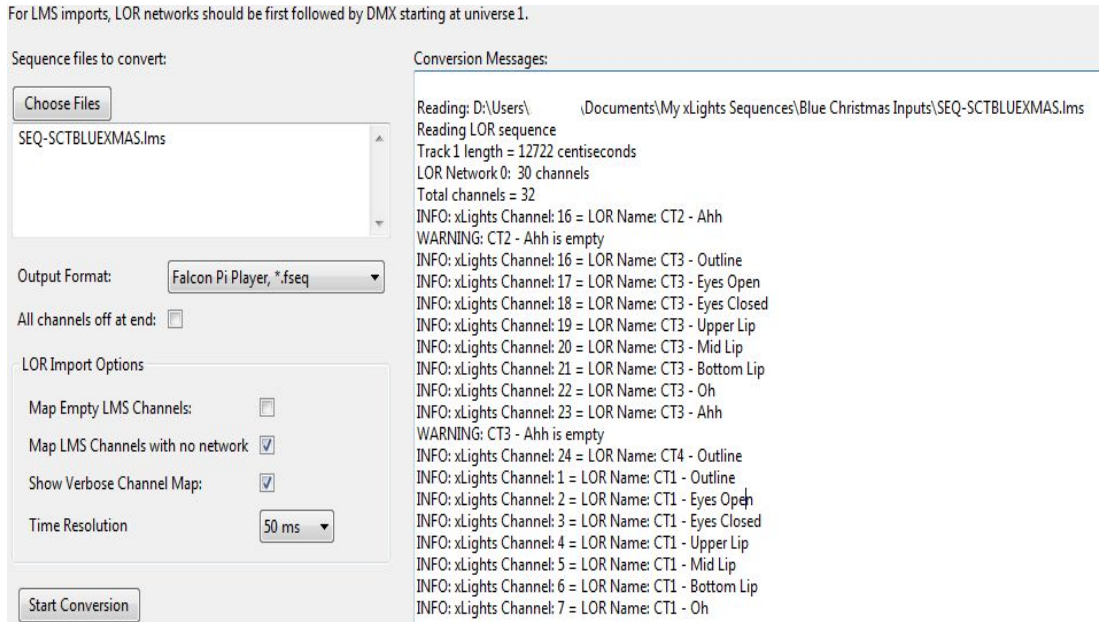 For LMS imports, LOR networks should be first followed by DMX starting at universe 1.
Sequence files to convert:
Choose Files
SEQ-SCTBLUEXMAS.lms
Output Format:
Falcon Pi Player, *.fseq
All channels off at end:
LOR Import Options
Map Empty LMS Channels:
Map LMS Channels with no network
Show Verbose Channel Map:
Time Resolution
50 ms
Start Conversion
Conversion Messages:
Reading: D:\Users\ \Documents\My xLights Sequences\Blue Christmas Inputs\SEQ-SCTBLUEXMAS.lms
Reading LOR sequence
Track 1 length = 12722 centiseconds
LOR Network 0: 30 channels
Total channels = 32
INFO: xLights Channel: 16 = LOR Name: CT2 - Ahh
WARNING: CT2 - Ahh is empty
INFO: xLights Channel: 16 = LOR Name: CT3 - Outline
INFO: xLights Channel: 17 = LOR Name: CT3 - Eyes Open
INFO: xLights Channel: 18 = LOR Name: CT3 - Eyes Closed
INFO: xLights Channel: 19 = LOR Name: CT3 - Upper Lip
INFO: xLights Channel: 20 = LOR Name: CT3 - Mid Lip
INFO: xLights Channel: 21 = LOR Name: CT3 - Bottom Lip
INFO: xLights Channel: 22 = LOR Name: CT3 - Oh
INFO: xLights Channel: 23 = LOR Name: CT3 - Ahh
WARNING: CT3 - Ahh is empty
INFO: xLights Channel: 24 = LOR Name: CT4 - Outline
INFO: xLights Channel: 1 = LOR Name: CT1 - Outline
INFO: xLights Channel: 2 = LOR Name: CT1 - Eyes Open
INFO: xLights Channel: 3 = LOR Name: CT1 - Eyes Closed
INFO: xLights Channel: 4 = LOR Name: CT1 - Upper Lip
INFO: xLights Channel: 5 = LOR Name: CT1 - Mid Lip
INFO: xLights Channel: 6 = LOR Name: CT1 - Bottom Lip
INFO: xLights Channel: 7 = LOR Name: CT1 - Oh